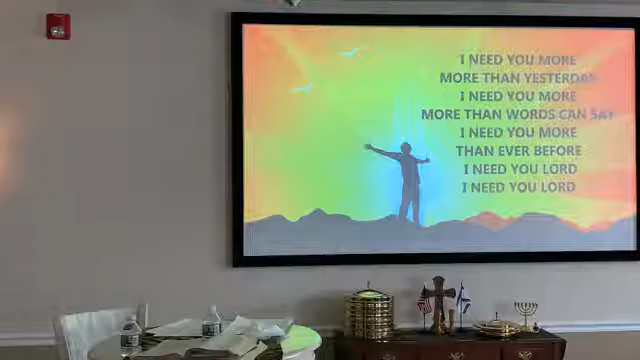 I NEED YOU MORE
MORE THAN YESTERDAY
I NEED YOU MORE
MORE THAN WORDS CAN SAY
I NEED YOU MORE
THAN EVER BEFORE
I NEED YOU LORD
I NEED YOU LORD